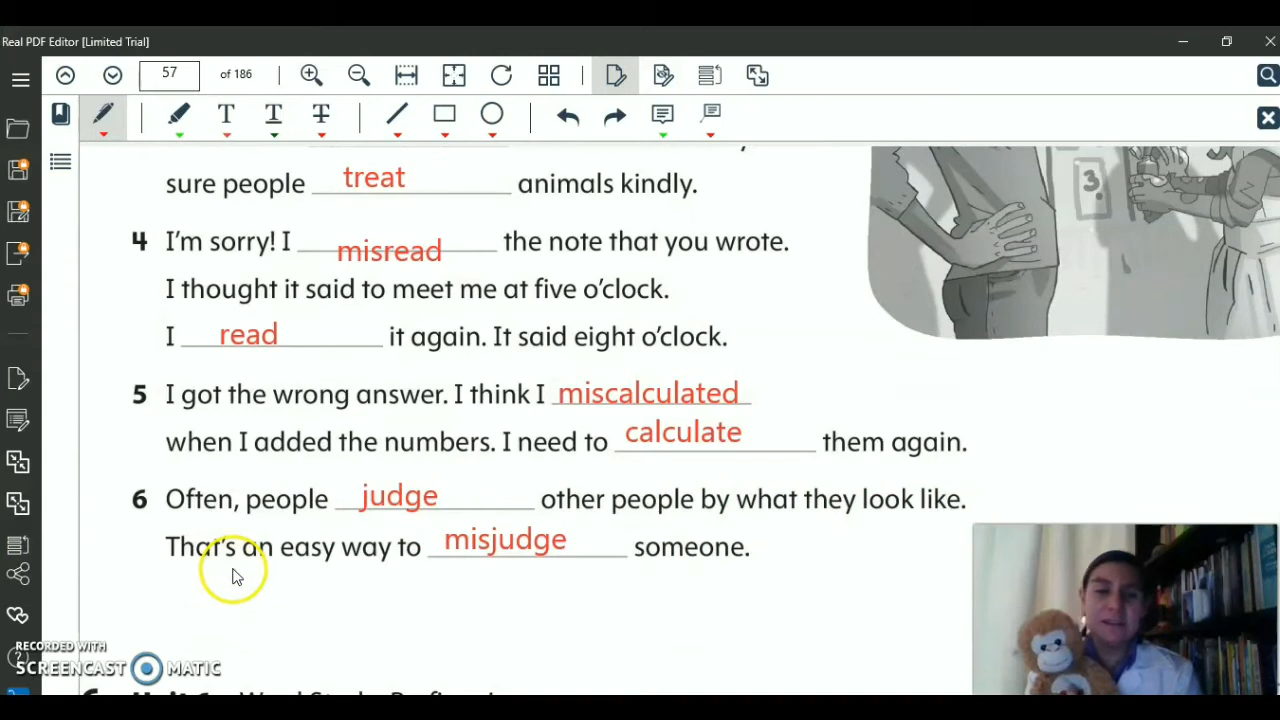 Real PDF Editor [Limited Trial]
57 of 186
sure people treat animals kindly.
4 I'm sorry! I misread the note that you wrote.
I thought it said to meet me at five o'clock.
I read it again. It said eight o'clock.
3.
5 I got the wrong answer. I think I miscalculated
when I added the numbers. I need to calculate them again.
6 Often, people judge other people by what they look like.
That's an easy way to misjudge someone.
RECORDED WITH
SCREENCAST MATIC